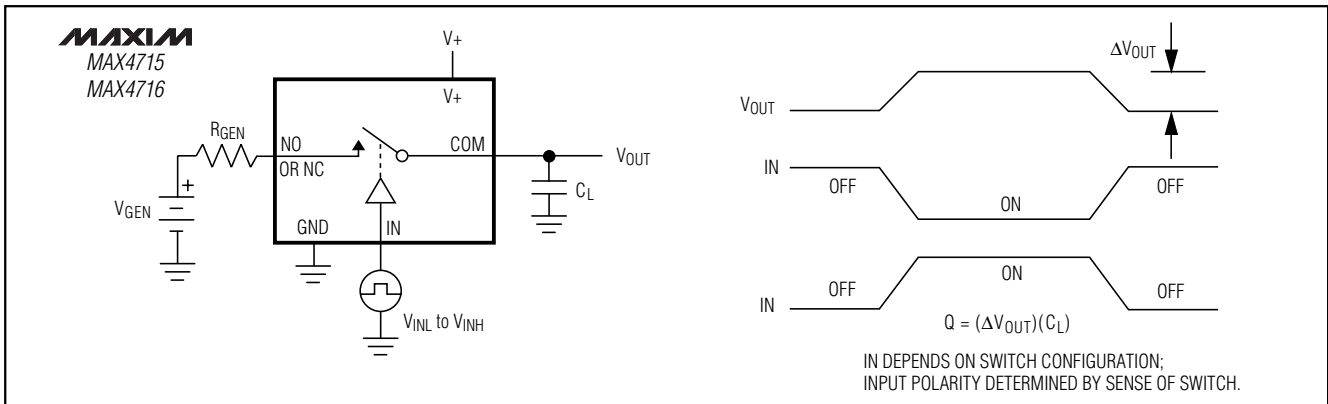 MAXIM
MAX4715
MAX4716
V+
V+
RGEN
NO
OR NC
COM
VOUT
VGEN
+
CL
GND
IN
VINL to VINH
ΔVOUT
VOUT
IN
OFF
ON
OFF
IN
OFF
ON
OFF
Q = (ΔVOUT)(CL)
IN DEPENDS ON SWITCH CONFIGURATION;
INPUT POLARITY DETERMINED BY SENSE OF SWITCH.